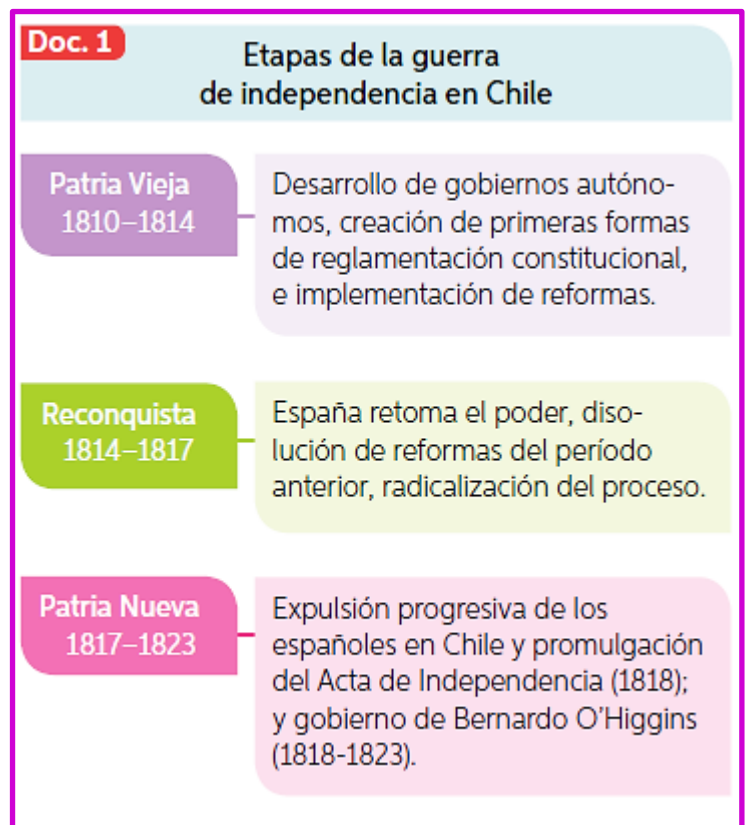 Doc. 1
Etapas de la guerra
de independencia en Chile
Patria Vieja
1810–1814
Desarrollo de gobiernos autóno-
mos, creación de primeras formas
de reglamentación constitucional,
e implementación de reformas.
Reconquista
1814–1817
España retoma el poder, diso-
lución de reformas del período
anterior, radicalización del proceso.
Patria Nueva
1817–1823
Expulsión progresiva de los
españoles en Chile y promulgación
del Acta de Independencia (1818);
y gobierno de Bernardo O’Higgins
(1818-1823).